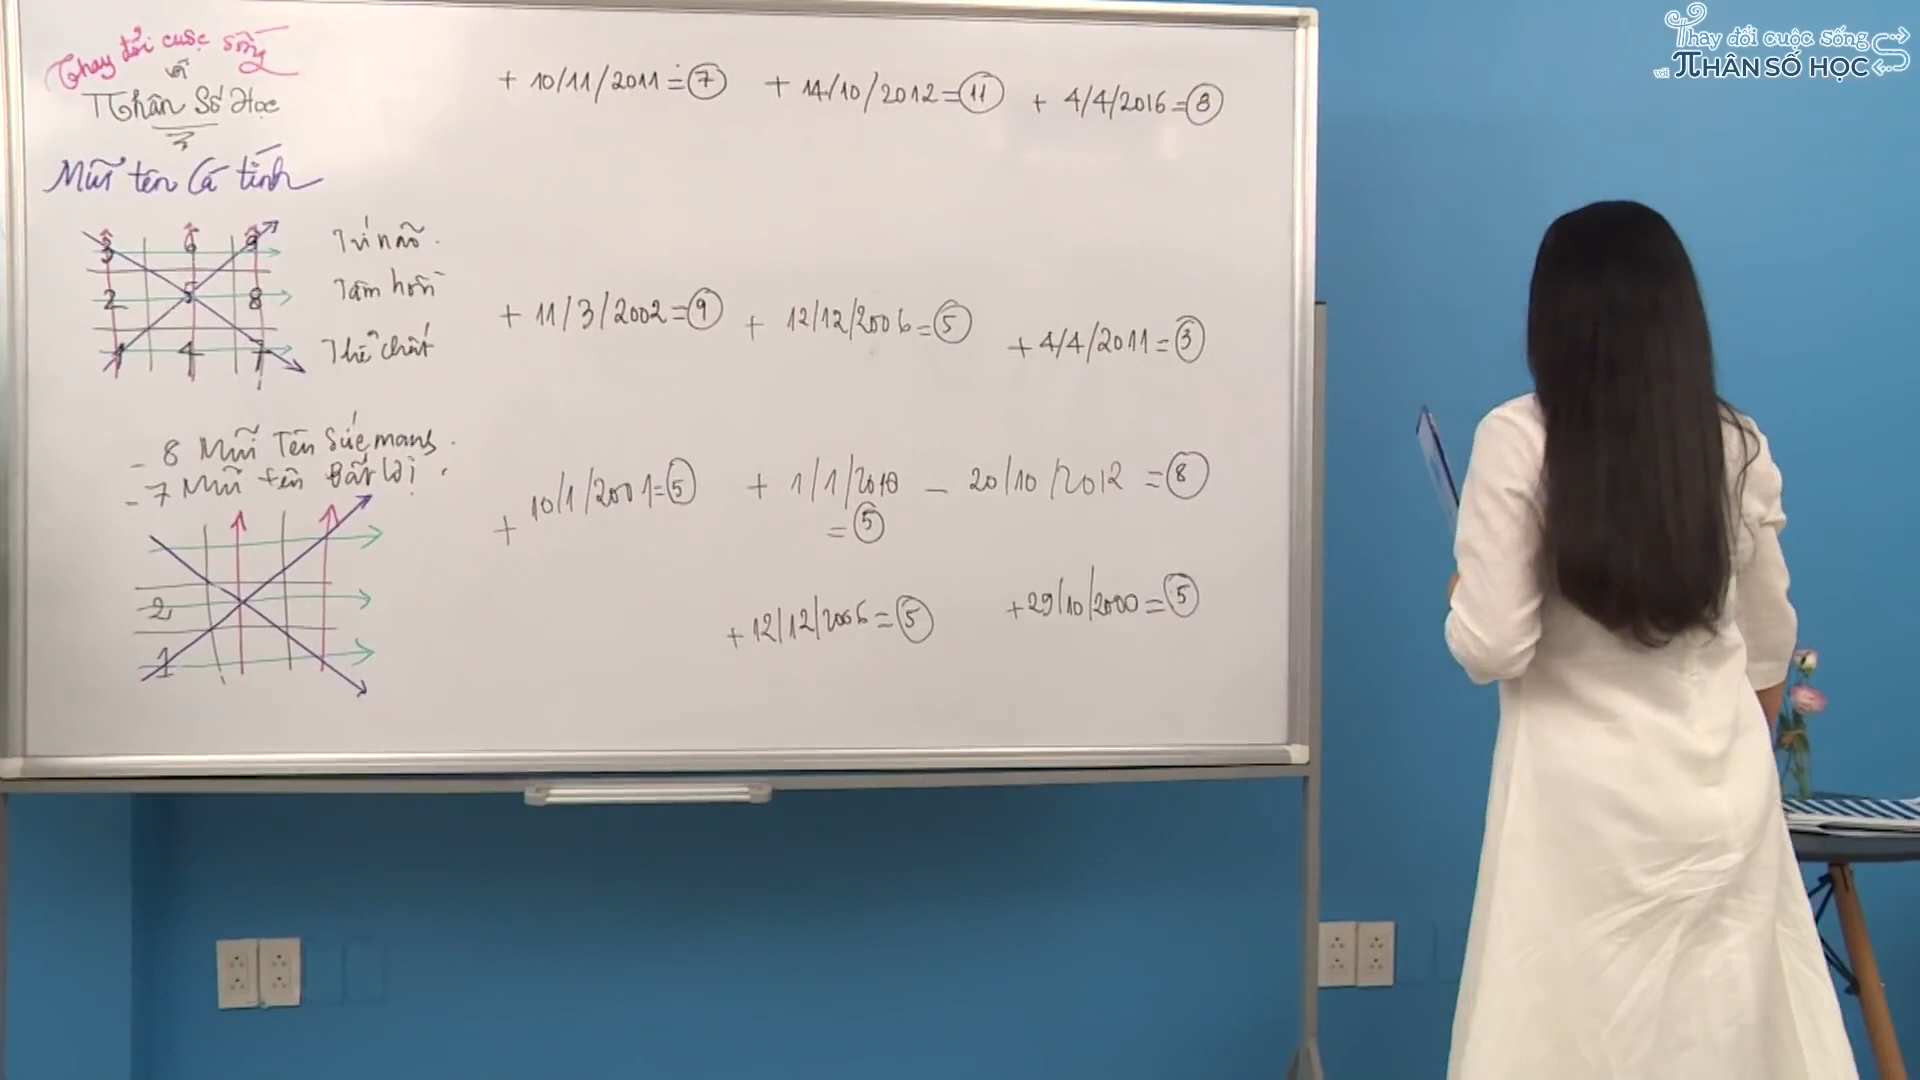 Thay đổi cuộc sống
với
Nhân Số Học
Mũi tên Cá tính
3 6 9
2 5 8
1 4 7
Trí não
Tâm hồn
Thể chất
- 8 Mũi Tên Sức mạnh.
- 7 Mũi tên Bất lợi.
2
1
+ 10/11/2011 = 7 + 14/10/2012 = 11 + 4/4/2016 = 8
+ 11/3/2002 = 9 + 12/12/2006 = 5 + 4/4/2011 = 3
+ 10/1/2001 = 5 + 1/1/2010 - 20/10/2012 = 8
= 5
+ 12/12/2006 = 5 + 29/10/2000 = 5
Thay đổi cuộc sống
với NHÂN SỐ HỌC